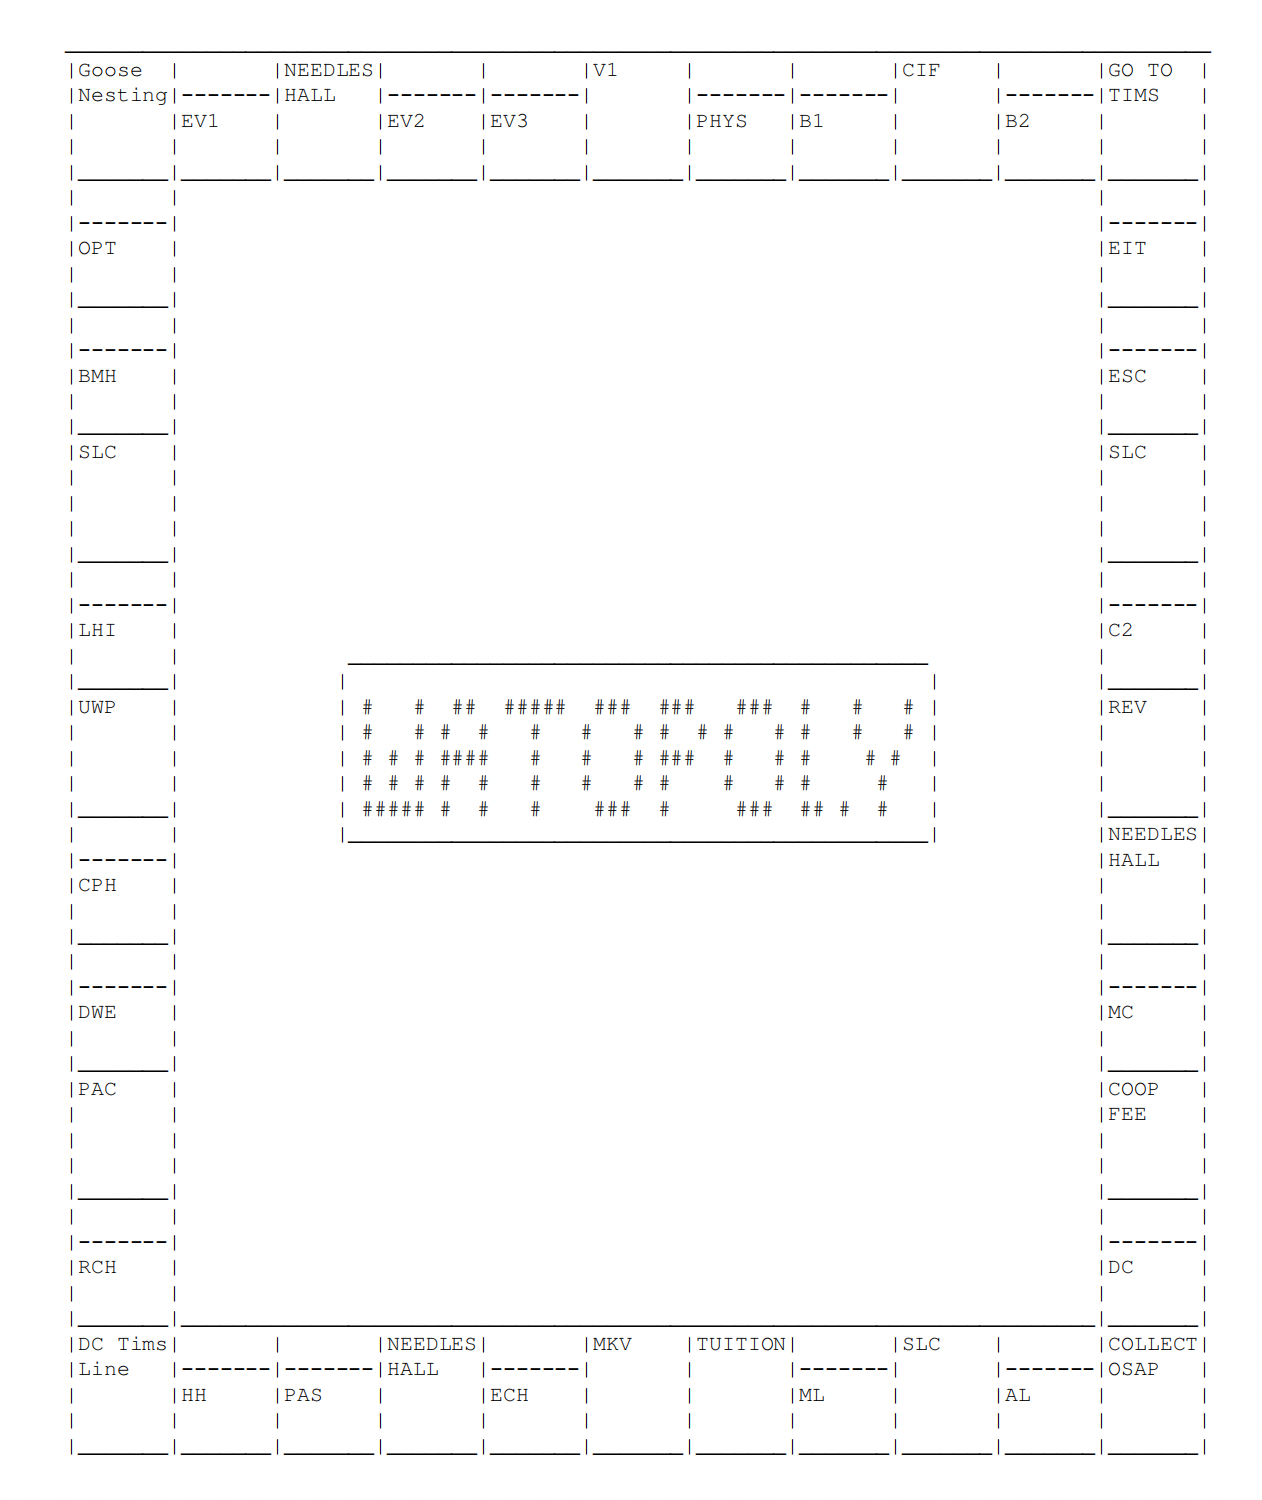 Goose NEEDLES V1 CIF GO TO
Nesting HALL TIMS
EV1 EV2 EV3 PHYS B1 B2
OPT EIT
BMH ESC
SLC SLC
LHI C2
UWP REV
WATOPOLY
NEEDLES
CPH HALL
DWE MC
PAC COOP
FEE
RCH DC
DC Tims NEEDLES MKV TUITION SLC COLLECT
Line HALL OSAP
HH PAS ECH ML AL